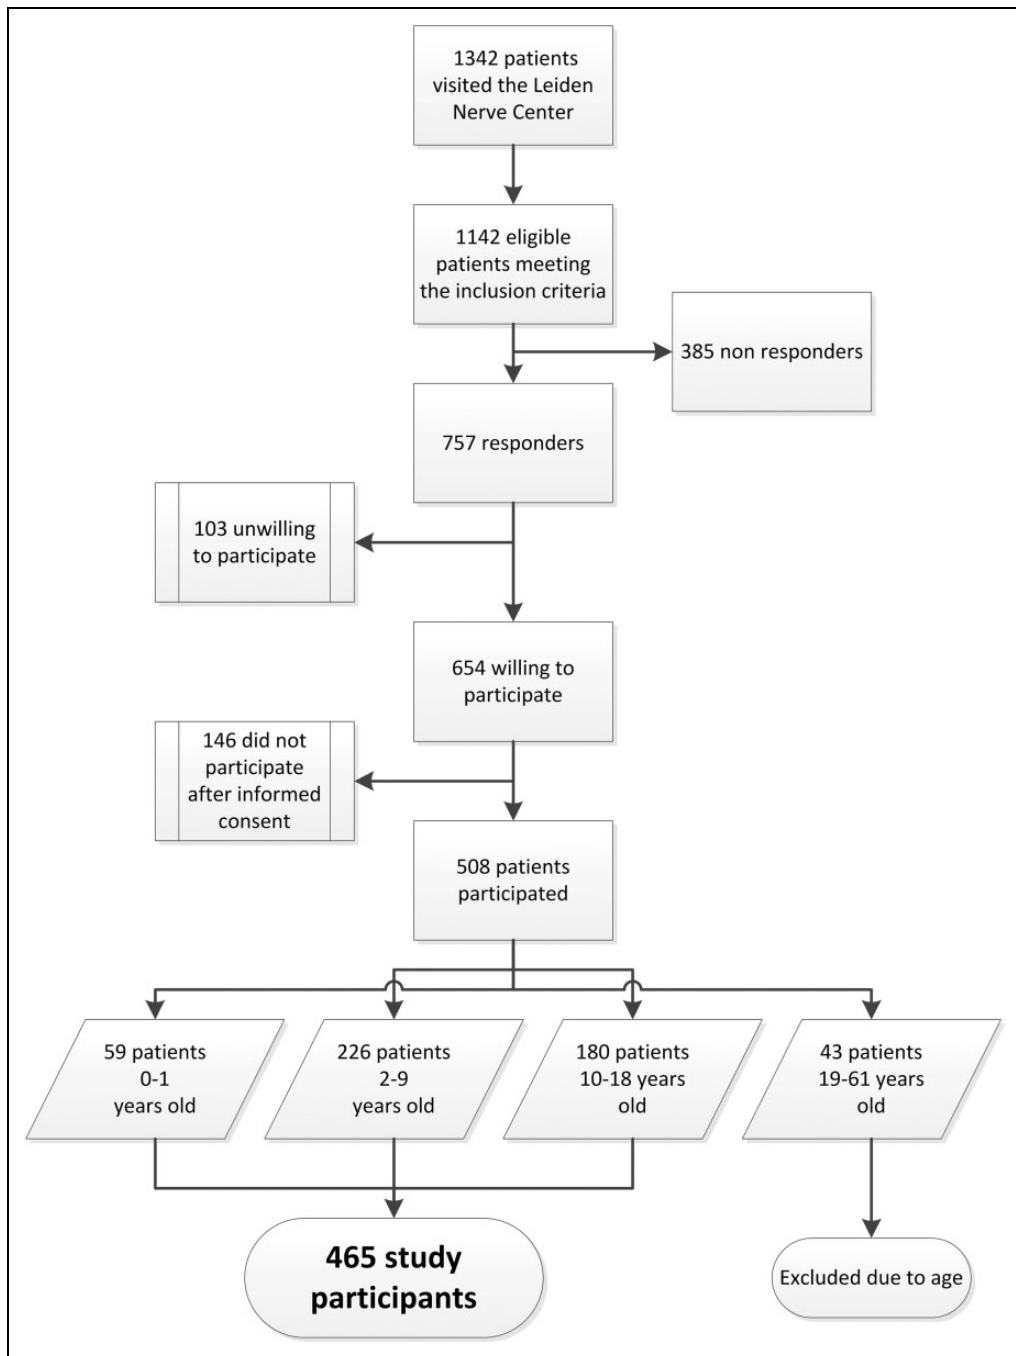 1342 patients
visited the Leiden
Nerve Center
1142 eligible
patients meeting
the inclusion criteria
385 non responders
757 responders
103 unwilling
to participate
654 willing to
participate
146 did not
participate
after informed
consent
508 patients
participated
59 patients
0-1
years old
226 patients
2-9
years old
180 patients
10-18 years
old
43 patients
19-61 years
old
465 study
participants
Excluded due to age